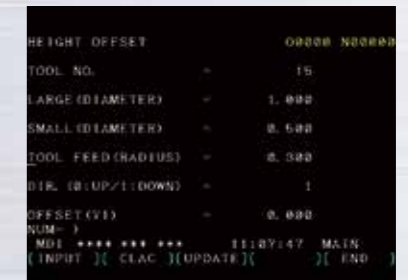 HEIGHT OFFSET O0000 N00000
TOOL NO. = 15
LARGE(DIAMETER) = 1.000
SMALL(DIAMETER) = 0.500
TOOL FEED(RADIUS) = 0.300
DIR. (0:UP/1:DOWN) 1
OFFSET(V1) = 0.000
NUM= )
MDI **** *** *** 11:07:47 MAIN
[ INPUT ][ CLAC ][UPDATE][ ][ END ]